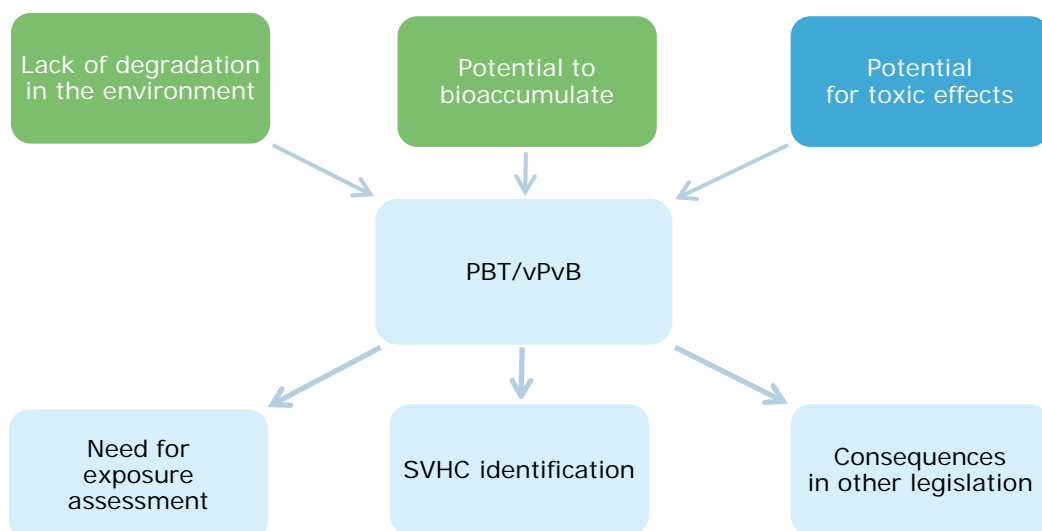 Lack of degradation
in the environment
Potential to
bioaccumulate
Potential
for toxic effects
PBT/vPvB
Need for
exposure
assessment
SVHC identification
Consequences
in other legislation